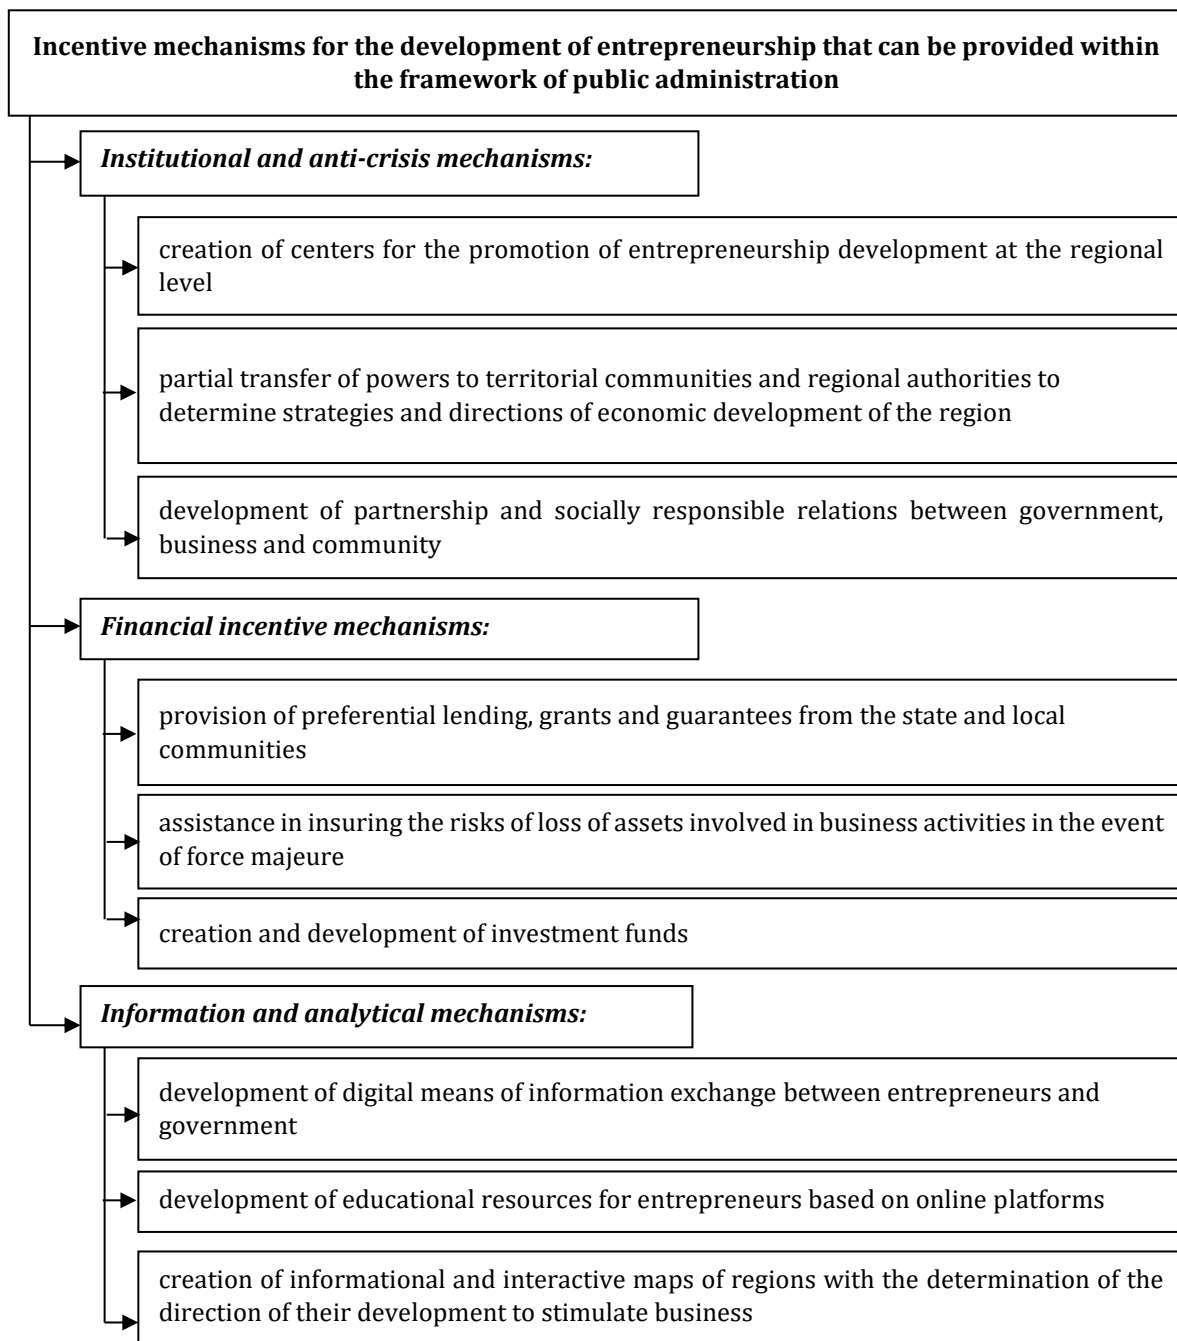 Incentive mechanisms for the development of entrepreneurship that can be provided within
the framework of public administration
Institutional and anti-crisis mechanisms:
creation of centers for the promotion of entrepreneurship development at the regional
level
partial transfer of powers to territorial communities and regional authorities to
determine strategies and directions of economic development of the region
development of partnership and socially responsible relations between government,
business and community
Financial incentive mechanisms:
provision of preferential lending, grants and guarantees from the state and local
communities
assistance in insuring the risks of loss of assets involved in business activities in the event
of force majeure
creation and development of investment funds
Information and analytical mechanisms:
development of digital means of information exchange between entrepreneurs and
government
development of educational resources for entrepreneurs based on online platforms
creation of informational and interactive maps of regions with the determination of the
direction of their development to stimulate business